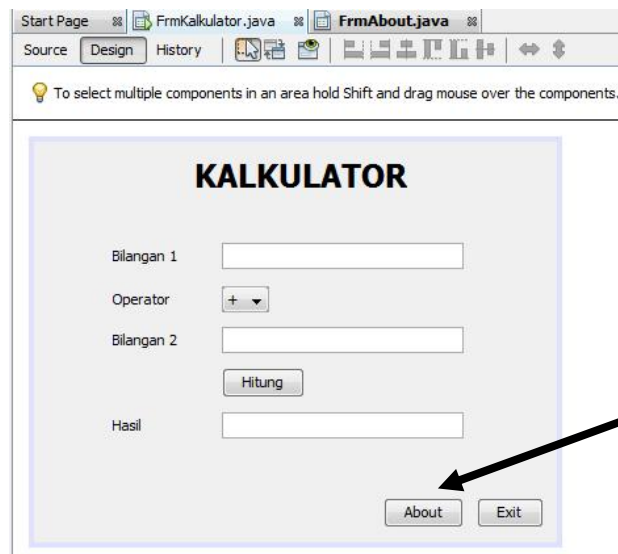 Start Page FrmKalkulator.java FrmAbout.java
Source Design History
To select multiple components in an area hold Shift and drag mouse over the components.
KALKULATOR
Bilangan 1
Operator +
Bilangan 2
Hitung
Hasil
About Exit